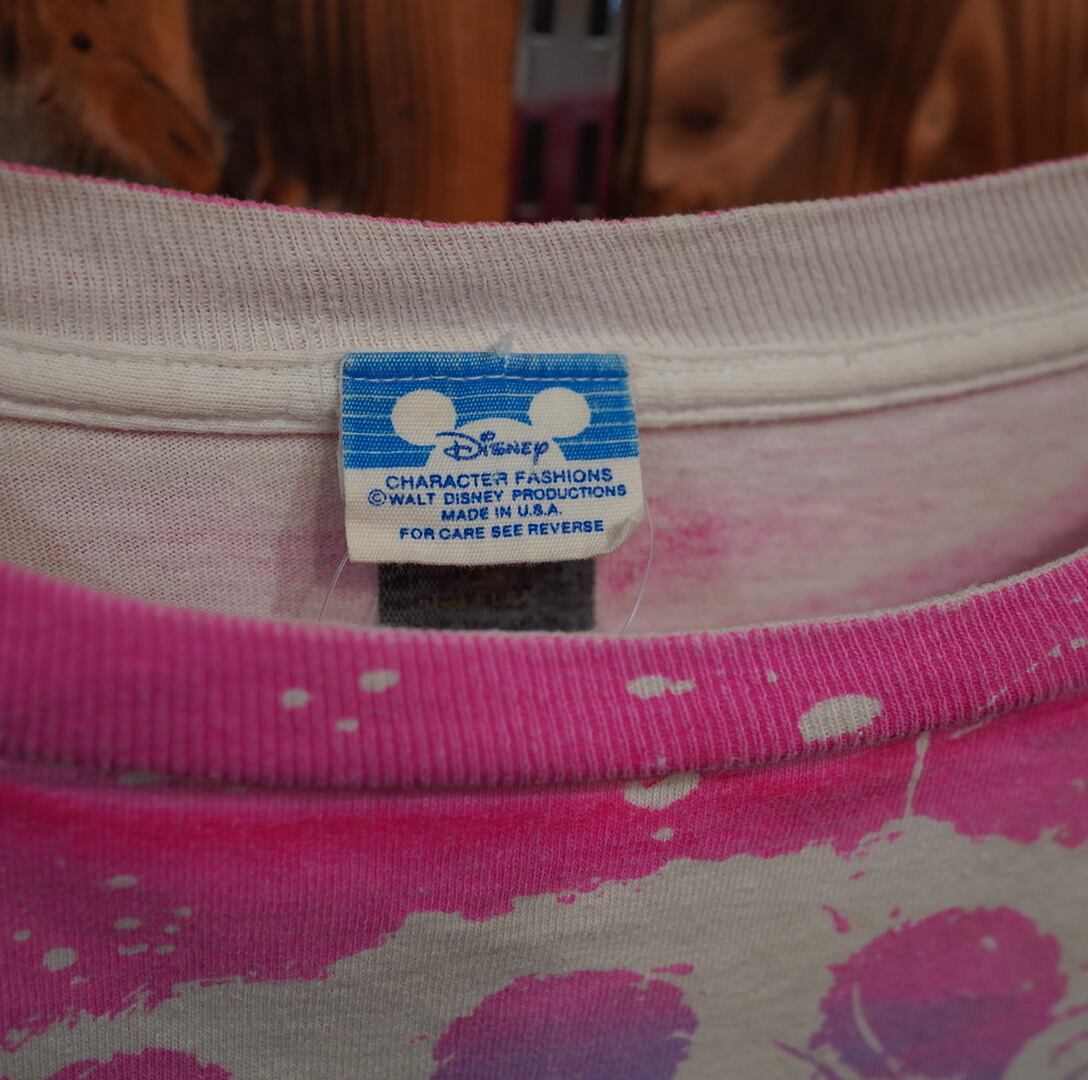 Disney
CHARACTER FASHIONS
©WALT DISNEY PRODUCTIONS
MADE IN U.S.A.
FOR CARE SEE REVERSE